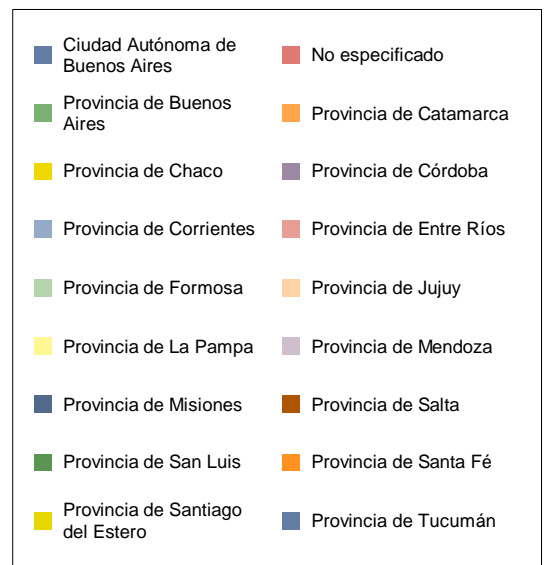 Ciudad Autónoma de
Buenos Aires
No especificado
Provincia de Buenos
Aires
Provincia de Catamarca
Provincia de Chaco
Provincia de Córdoba
Provincia de Corrientes
Provincia de Entre Ríos
Provincia de Formosa
Provincia de Jujuy
Provincia de La Pampa
Provincia de Mendoza
Provincia de Misiones
Provincia de Salta
Provincia de San Luis
Provincia de Santa Fé
Provincia de Santiago
del Estero
Provincia de Tucumán